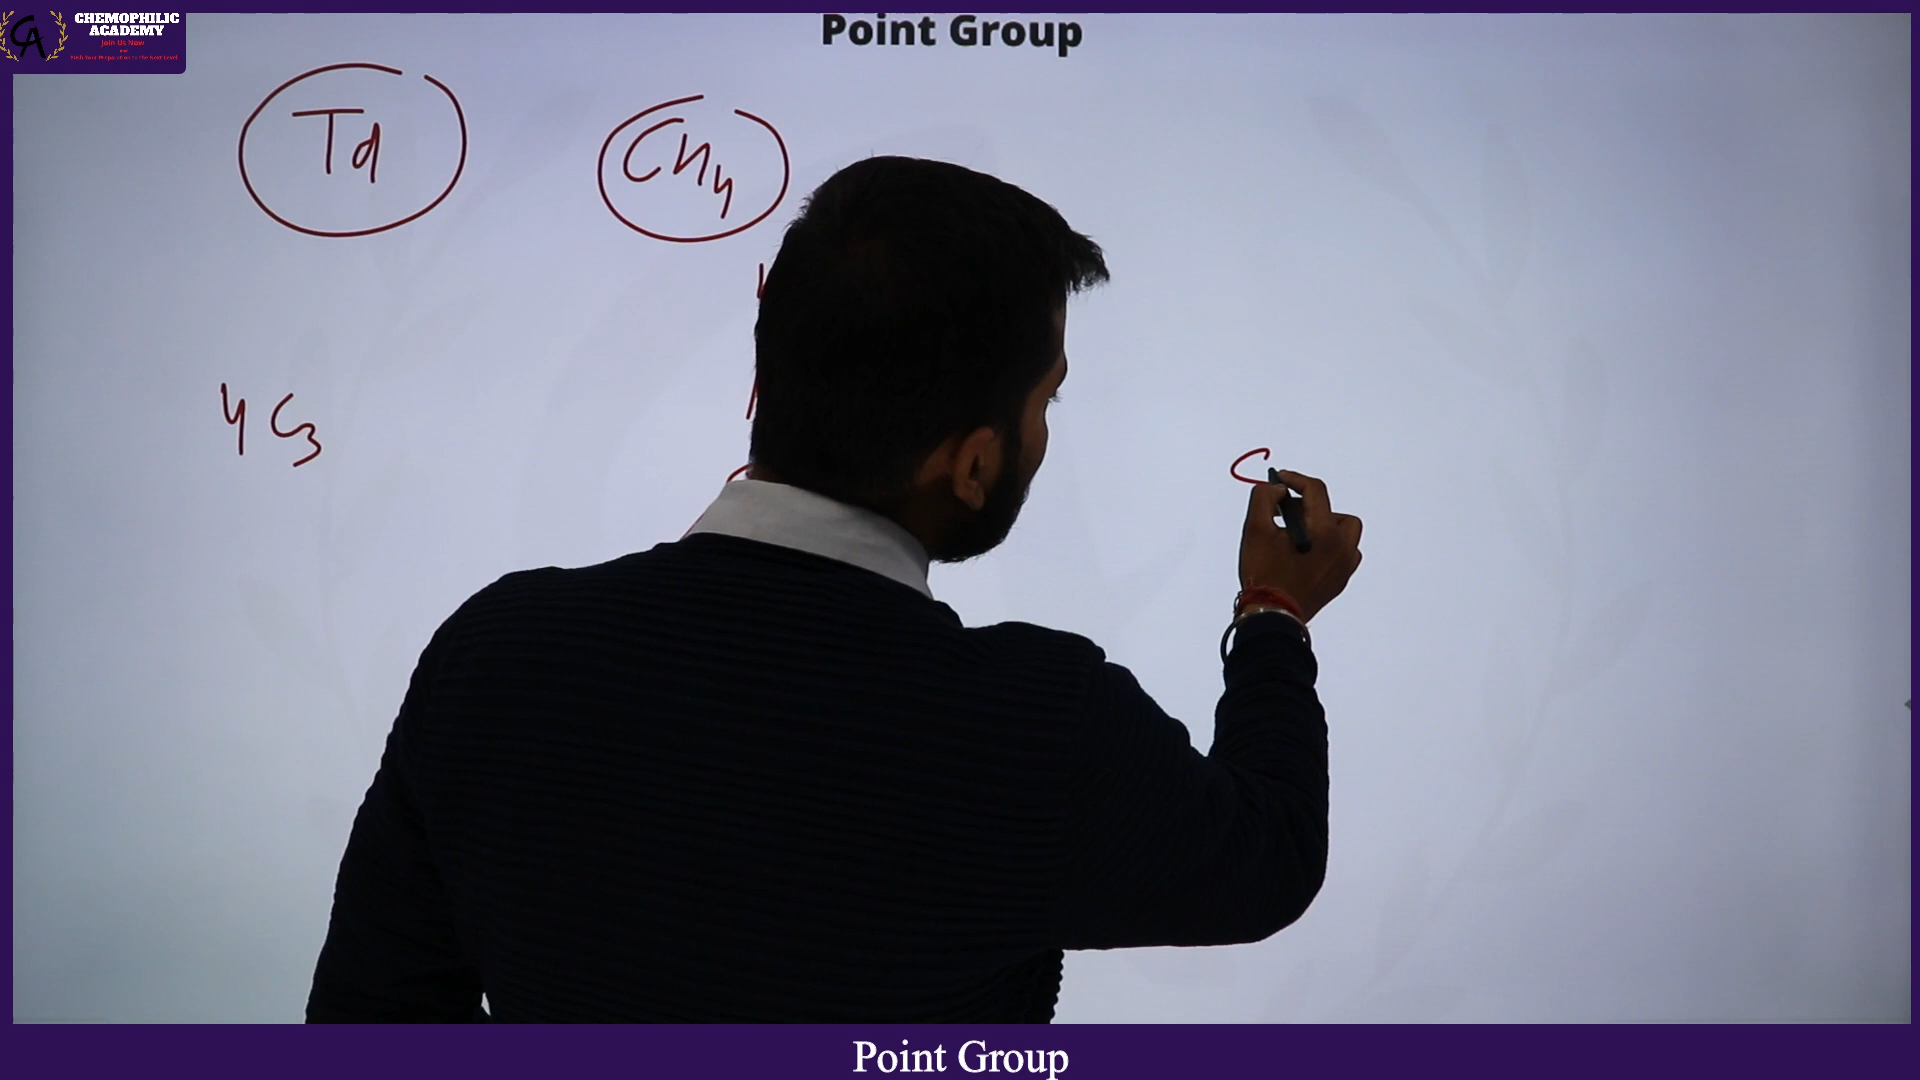 CHEMOPHILIC
ACADEMY
Join Us Now
Point Group
Td
CH4
4 C3
C
Point Group